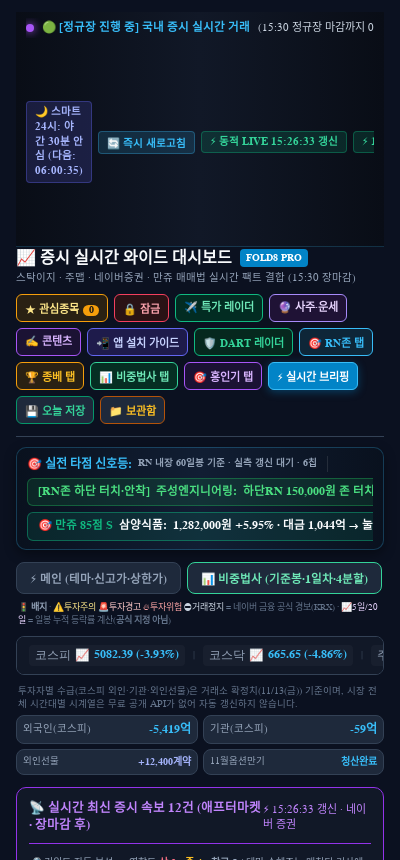 🟢 [정규장 진행 중] 국내 증시 실시간 거래 (15:30 정규장 마감까지 0
🌙 스마트
24시: 야
간 30분 안
심 (다음:
06:00:35)
🔄 즉시 새로고침
⚡ 동적 LIVE 15:26:33 갱신
📈 증시 실시간 와이드 대시보드 FOLD8 PRO
스탁이지 · 주맵 · 네이버증권 · 만쥬 매매법 실시간 팩트 결합 (15:30 장마감)
★ 관심종목 0 🔒 잠금 ✈️ 특가 레이더 🔮 사주·운세
✍️ 콘텐츠 📲 앱 설치 가이드 🛡️ DART 레이더 🎯 RN존 탭
🏆 종베 탭 📊 비중법사 탭 🎯 홍인기 탭 ⚡ 실시간 브리핑
💾 오늘 저장 📁 보관함
🎯 실전 타점 신호등: RN 내장 60일봉 기준 · 실측 갱신 대기 · 6칩
[RN존 하단 터치·안착] 주성엔지니어링: 하단RN 150,000원 존 터치
🎯 만쥬 85점 S 삼양식품: 1,282,000원 +5.95% · 대금 1,044억 → 눌
⚡ 메인 (테마·신고가·상한가) 📊 비중법사 (기준봉·1일차·4분할)
🚦 배지 · ⚠️투자주의 🚨투자경고 투자위험 ⛔거래정지 = 네이버 금융 공식 경보(KRX) · 📈5일/20
일 = 일봉 누적 등락률 계산(공식 지정 아님)
코스피 📈 5082.39 (-3.93%) 코스닥 📈 665.65 (-4.86%)
투자자별 수급(코스피 외인·기관·외인선물)은 거래소 확정치(11/13(금)) 기준이며, 시장 전
체 시간대별 시계열은 무료 공개 API가 없어 자동 갱신하지 않습니다.
외국인(코스피) -5,419억 기관(코스피) -59억
외인선물 +12,400계약 11월옵션만기 청산완료
📡 실시간 최신 증시 속보 12건 (애프터마켓
· 장마감 후)
⚡ 15:26:33 갱신 · 네이
버 증권